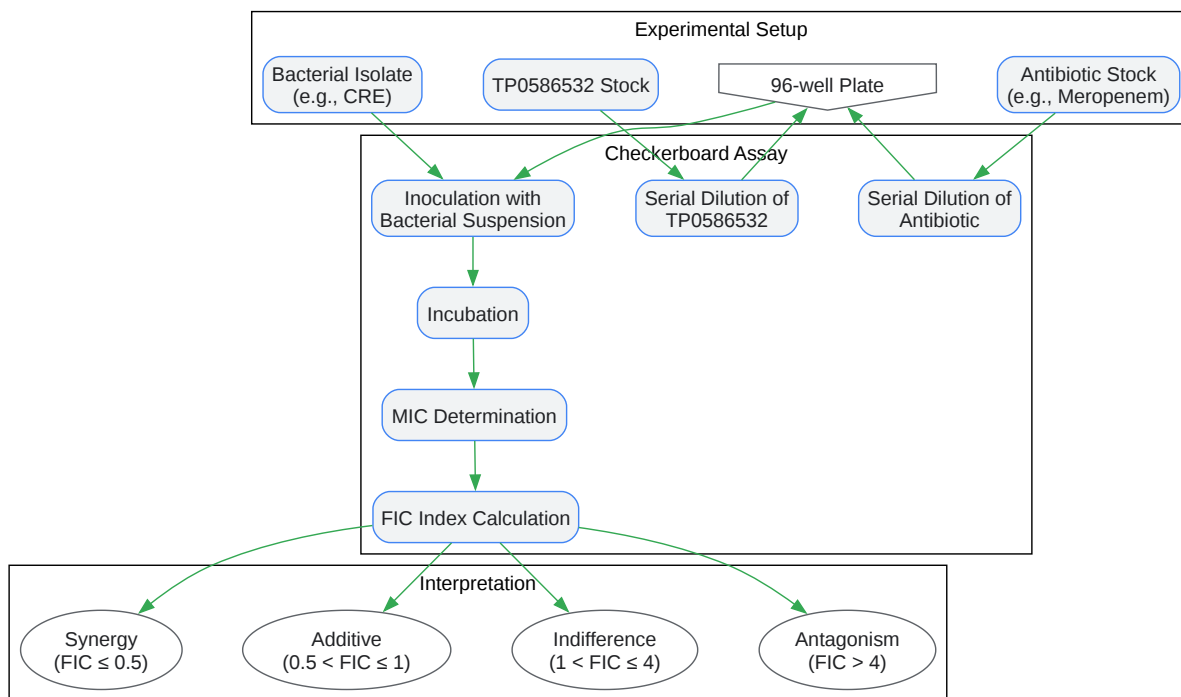 Experimental Setup
Bacterial Isolate
(e.g., CRE)
TP0586532 Stock
96-well Plate
Antibiotic Stock
(e.g., Meropenem)
Checkerboard Assay
Inoculation with
Bacterial Suspension
Serial Dilution of
TP0586532
Serial Dilution of
Antibiotic
Incubation
MIC Determination
FIC Index Calculation
Interpretation
Synergy
(FIC ≤ 0.5)
Additive
(0.5 < FIC ≤ 1)
Indifference
(1 < FIC ≤ 4)
Antagonism
(FIC > 4)